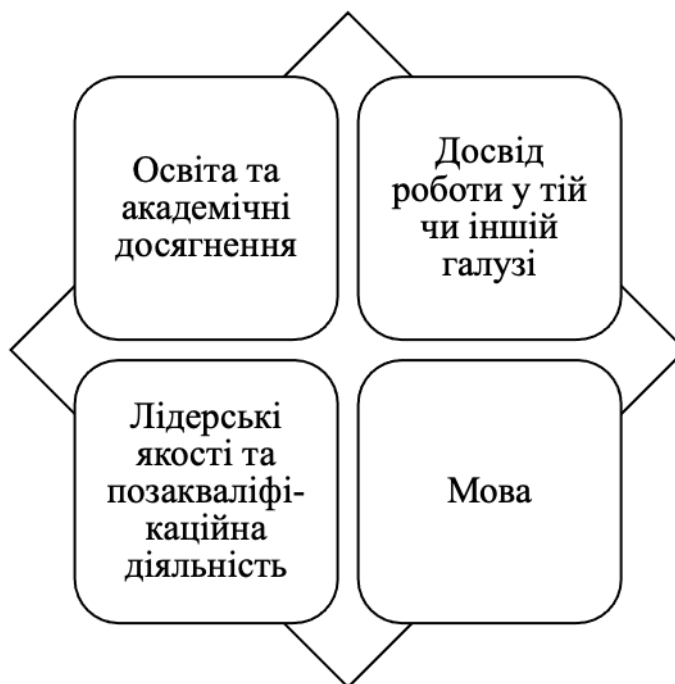 Освіта та
академічні
досягнення
Досвід
роботи у тій
чи іншій
галузі
Лідерські
якості та
позакваліфі-
каційна
діяльність
Мова